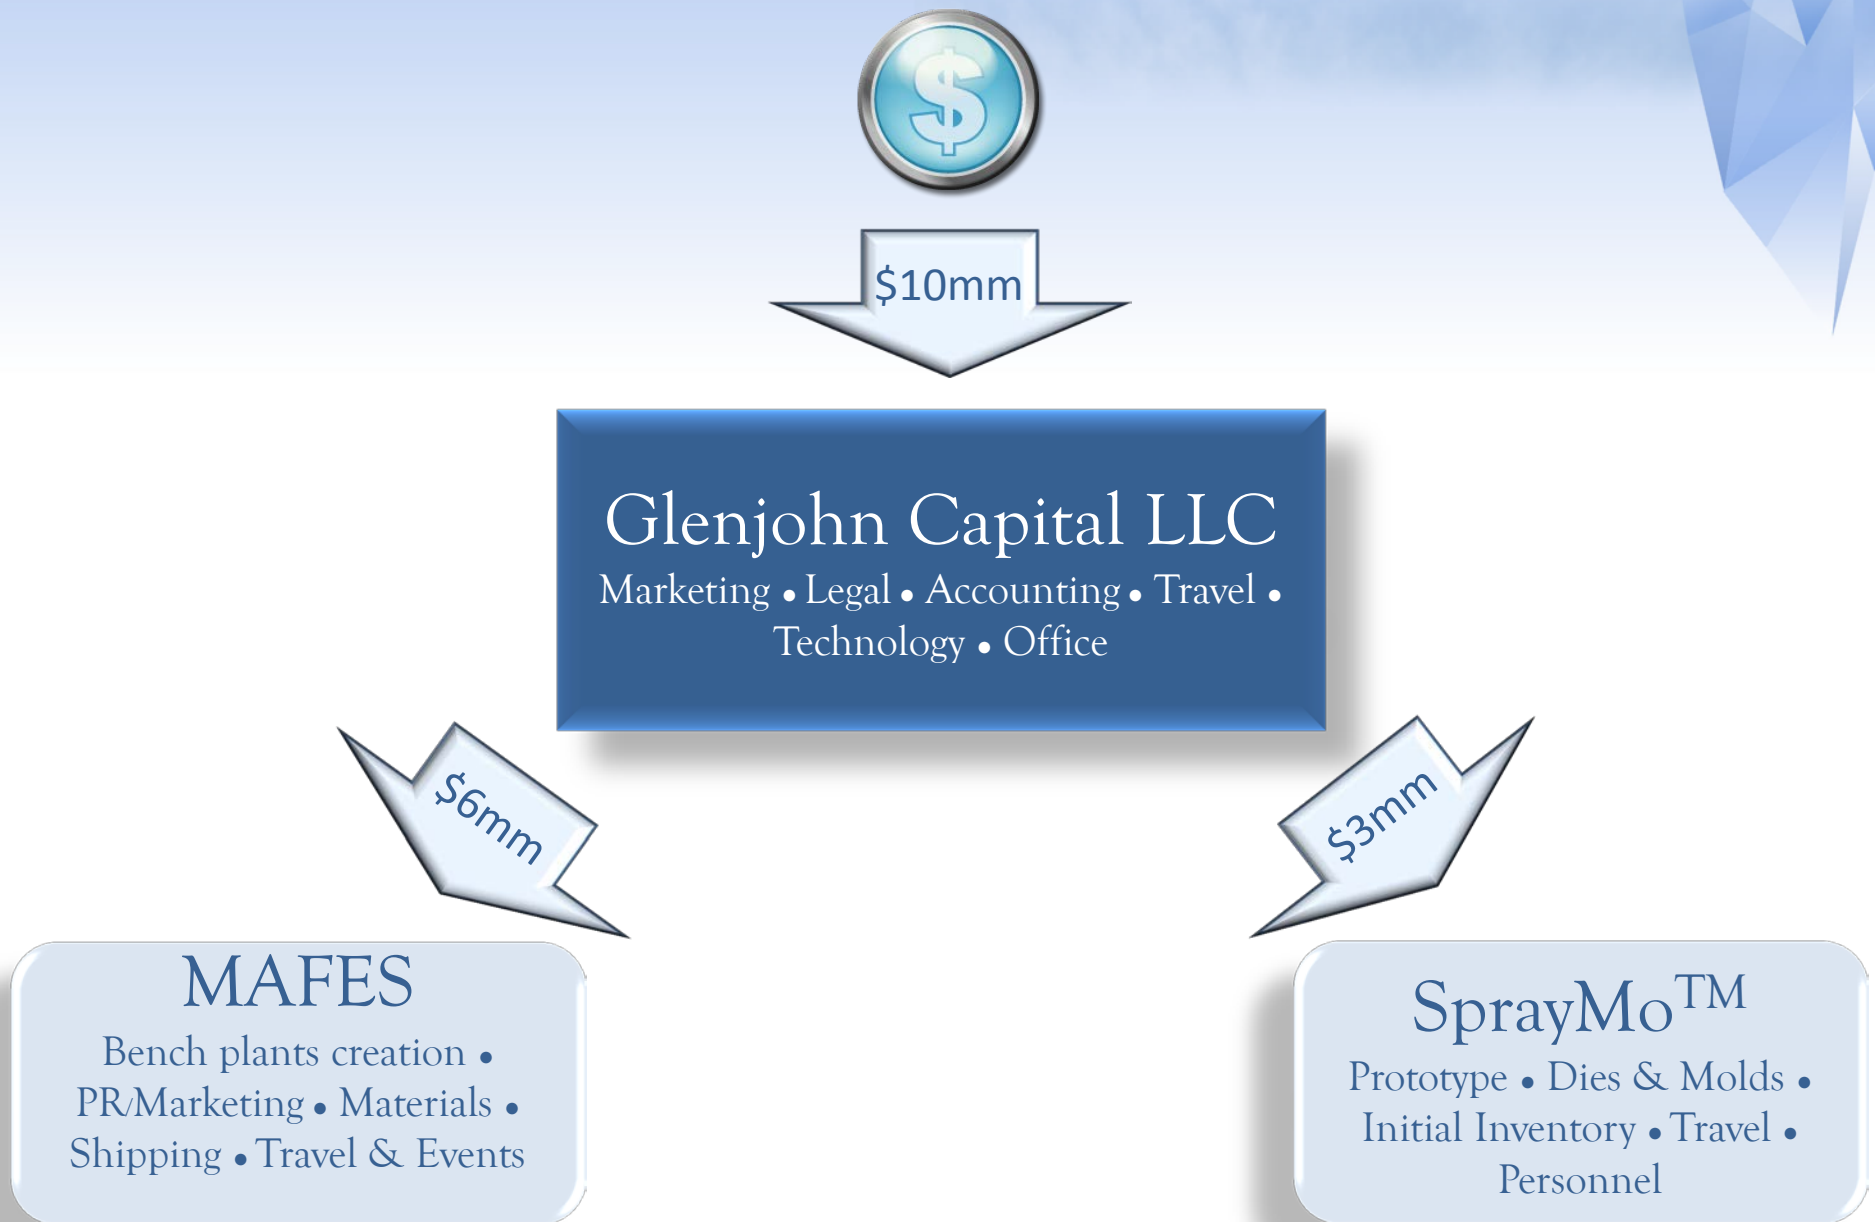 $
$10mm
Glenjohn Capital LLC
Marketing • Legal • Accounting • Travel •
Technology • Office
$6mm
$3mm
MAFES
Bench plants creation •
PR/Marketing • Materials •
Shipping • Travel & Events
SprayMo™
Prototype • Dies & Molds •
Initial Inventory • Travel •
Personnel